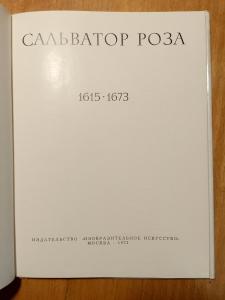 САЛЬВАТОР РОЗА
1615 · 1673
ИЗДАТЕЛЬСТВО «ИЗОБРАЗИТЕЛЬНОЕ ИСКУССТВО»
МОСКВА · 1972